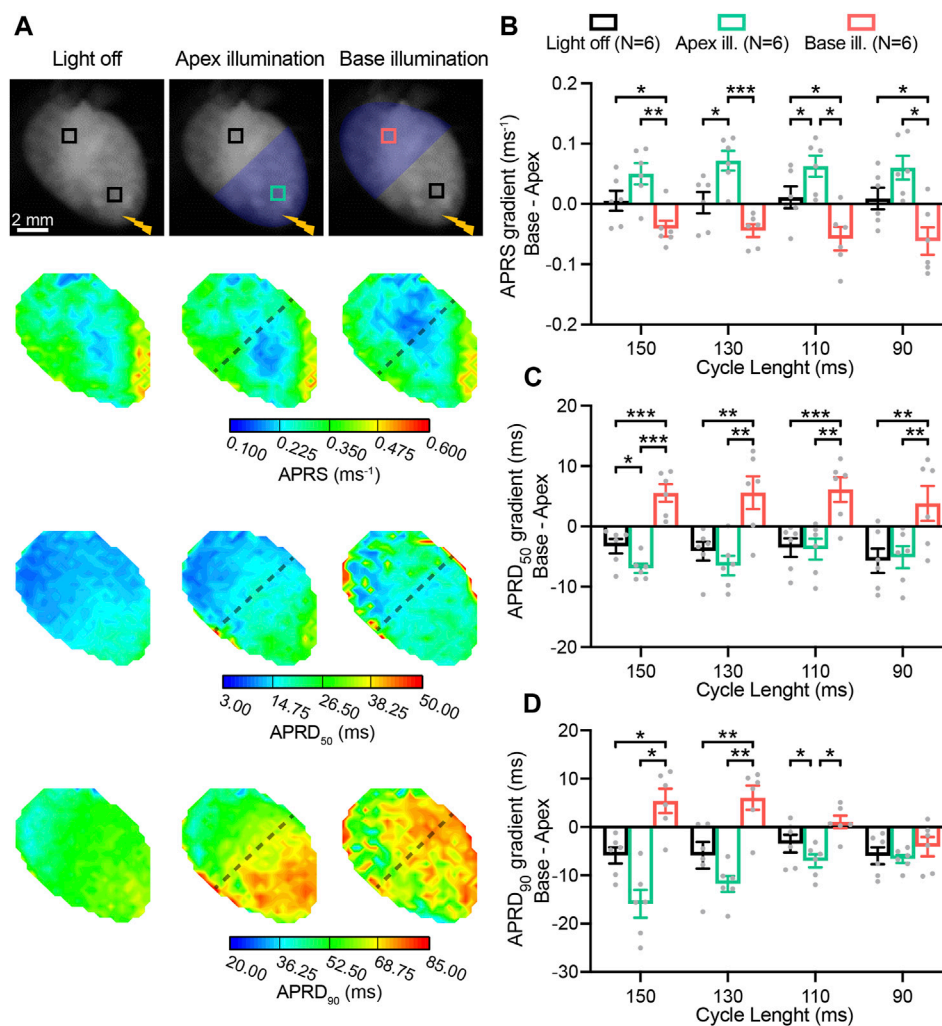 A
Light off
Apex illumination
Base illumination
2 mm
0.100 0.225 0.350 0.475 0.600
APRS (ms⁻¹)
3.00 14.75 26.50 38.25 50.00
APRD₅₀ (ms)
20.00 36.25 52.50 68.75 85.00
APRD₉₀ (ms)
B
Light off (N=6) Apex ill. (N=6) Base ill. (N=6)
APRS gradient (ms⁻¹)
Base - Apex
0.2
0.1
0.0
-0.1
-0.2
* ** * *** * * * * *
150 130 110 90
Cycle Lenght (ms)
C
APRD₅₀ gradient (ms)
Base - Apex
20
10
0
-10
-20
*** * *** ** ** *** ** ** **
150 130 110 90
Cycle Lenght (ms)
D
APRD₉₀ gradient (ms)
Base - Apex
20
10
0
-10
-20
-30
* * ** ** * *
150 130 110 90
Cycle Lenght (ms)